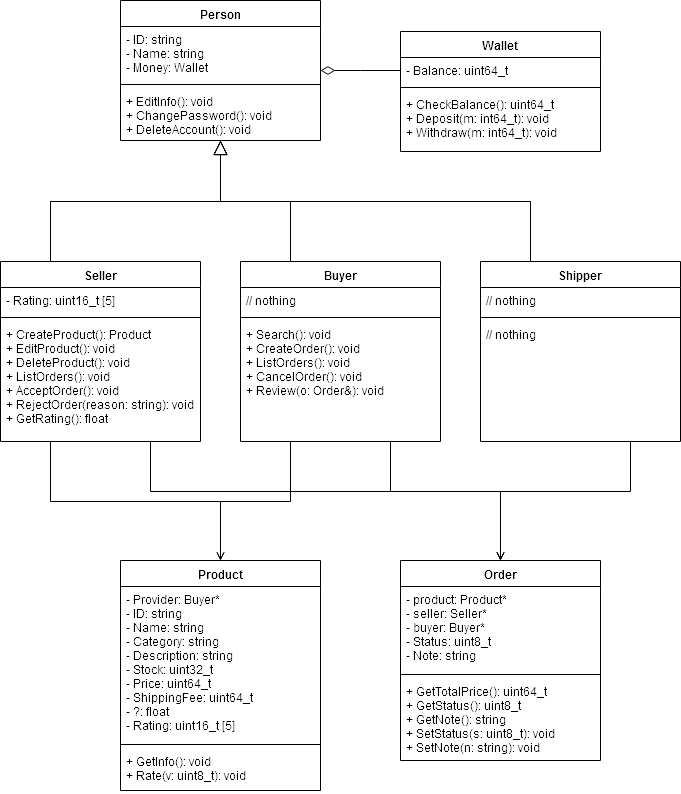 Person
- ID: string
- Name: string
- Money: Wallet
+ EditInfo(): void
+ ChangePassword(): void
+ DeleteAccount(): void
Wallet
- Balance: uint64_t
+ CheckBalance(): uint64_t
+ Deposit(m: int64_t): void
+ Withdraw(m: int64_t): void
Seller
- Rating: uint16_t [5]
+ CreateProduct(): Product
+ EditProduct(): void
+ DeleteProduct(): void
+ ListOrders(): void
+ AcceptOrder(): void
+ RejectOrder(reason: string): void
+ GetRating(): float
Buyer
// nothing
+ Search(): void
+ CreateOrder(): void
+ ListOrders(): void
+ CancelOrder(): void
+ Review(o: Order&): void
Shipper
// nothing
// nothing
Product
- Provider: Buyer*
- ID: string
- Name: string
- Category: string
- Description: string
- Stock: uint32_t
- Price: uint64_t
- ShippingFee: uint64_t
- ?: float
- Rating: uint16_t [5]
+ GetInfo(): void
+ Rate(v: uint8_t): void
Order
- product: Product*
- seller: Seller*
- buyer: Buyer*
- Status: uint8_t
- Note: string
+ GetTotalPrice(): uint64_t
+ GetStatus(): uint8_t
+ GetNote(): string
+ SetStatus(s: uint8_t): void
+ SetNote(n: string): void